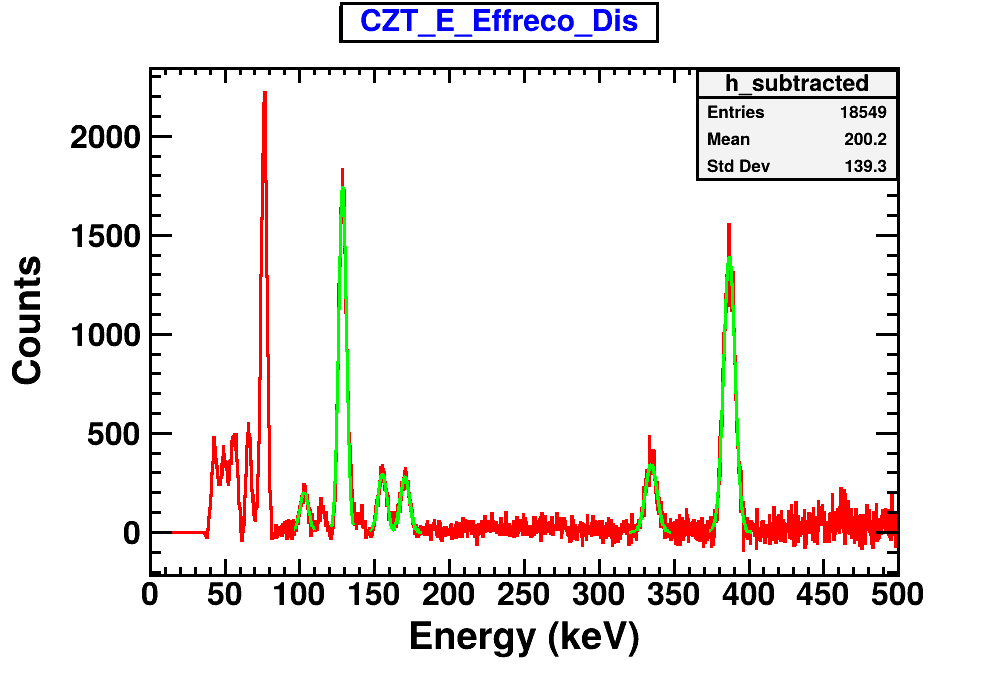 CZT_E_Effreco_Dis
h_subtracted
Entries 18549
Mean 200.2
Std Dev 139.3
2000
1500
1000
500
0
Counts
0 50 100 150 200 250 300 350 400 450 500
Energy (keV)